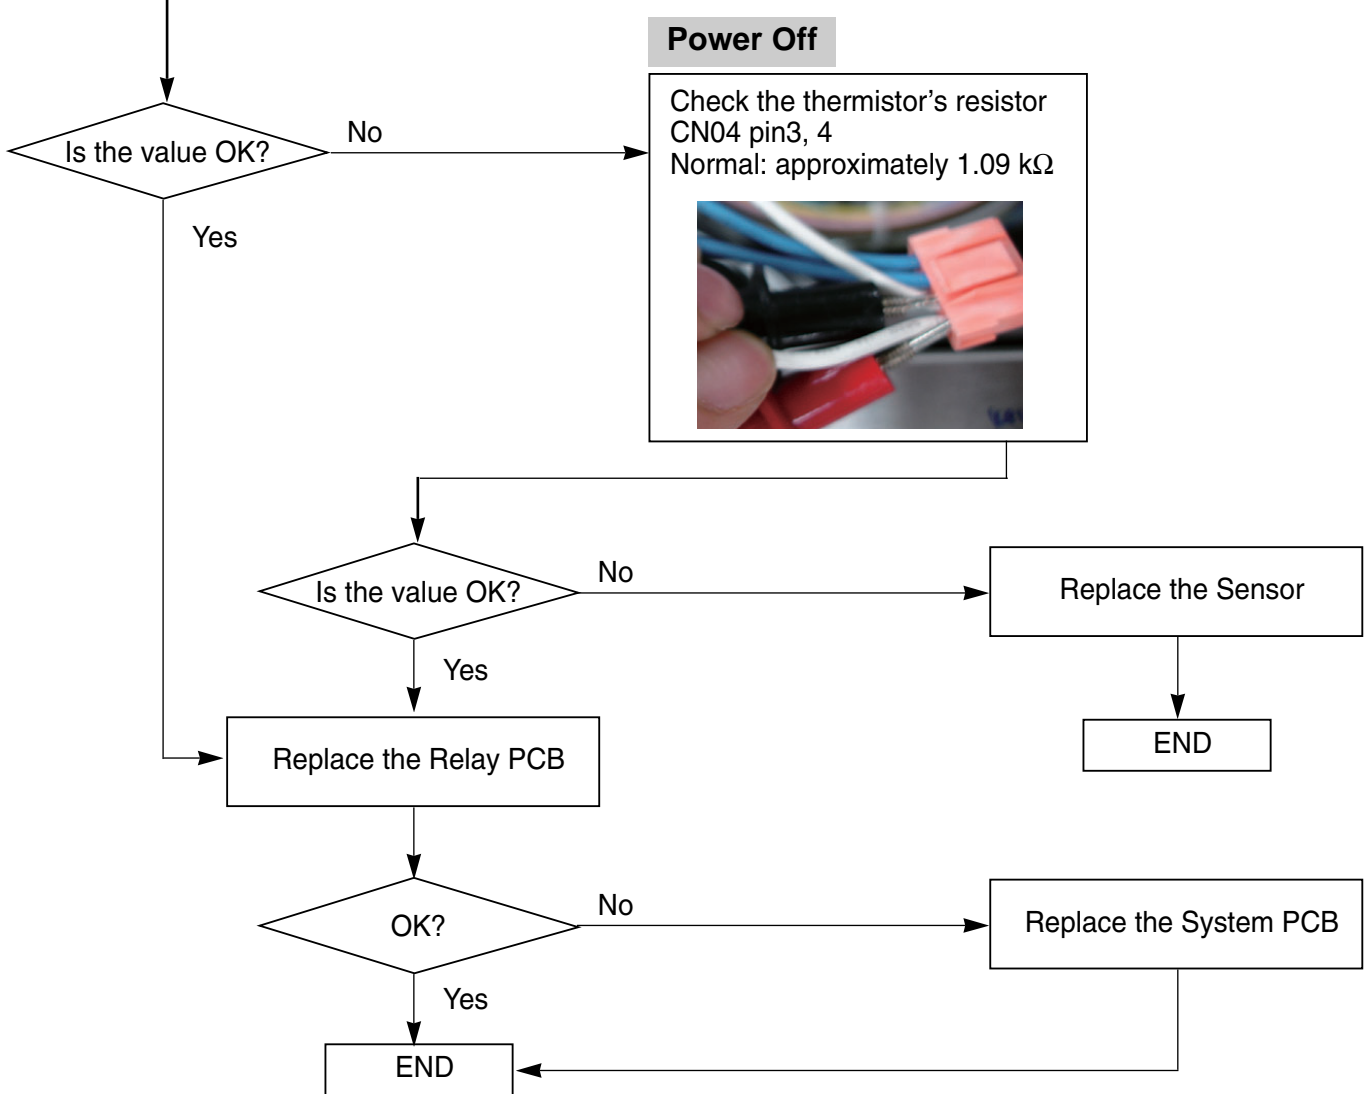 Power Off
Check the thermistor’s resistor
CN04 pin3, 4
Normal: approximately 1.09 kΩ
Is the value OK?
No
Yes
Is the value OK?
No
Replace the Sensor
Yes
END
Replace the Relay PCB
OK?
No
Replace the System PCB
Yes
END